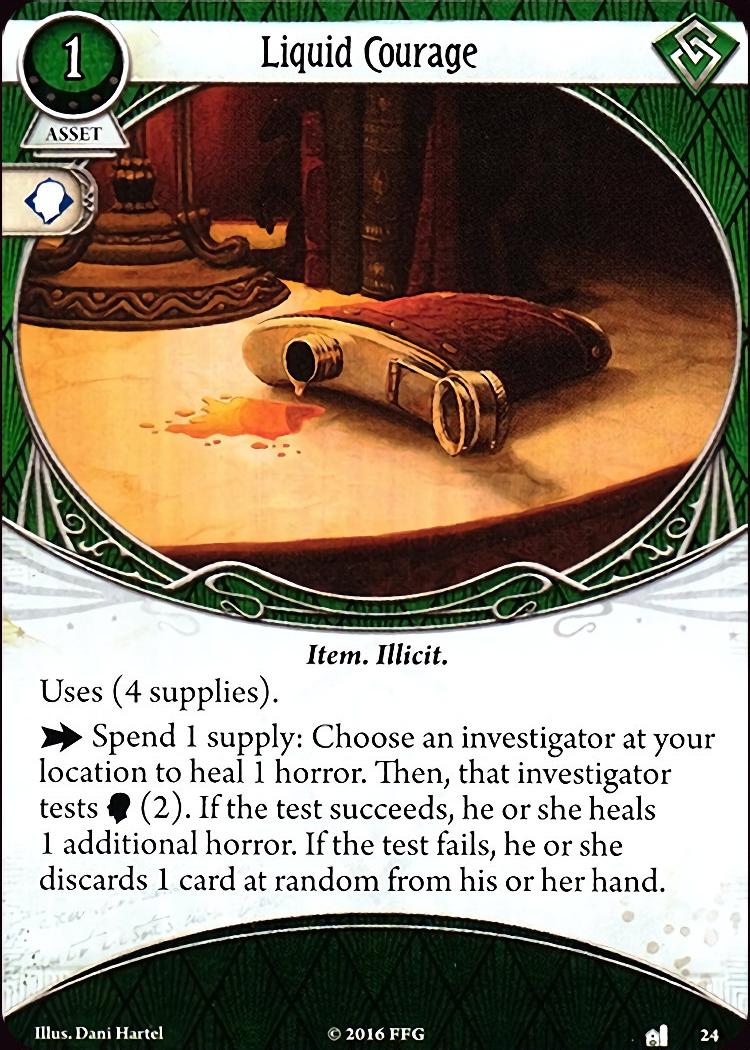 1
Liquid Courage
ASSET
Item. Illicit.
Uses (4 supplies).
Spend 1 supply: Choose an investigator at your
location to heal 1 horror. Then, that investigator
tests (2). If the test succeeds, he or she heals
1 additional horror. If the test fails, he or she
discards 1 card at random from his or her hand.
Illus. Dani Hartel
© 2016 FFG
24